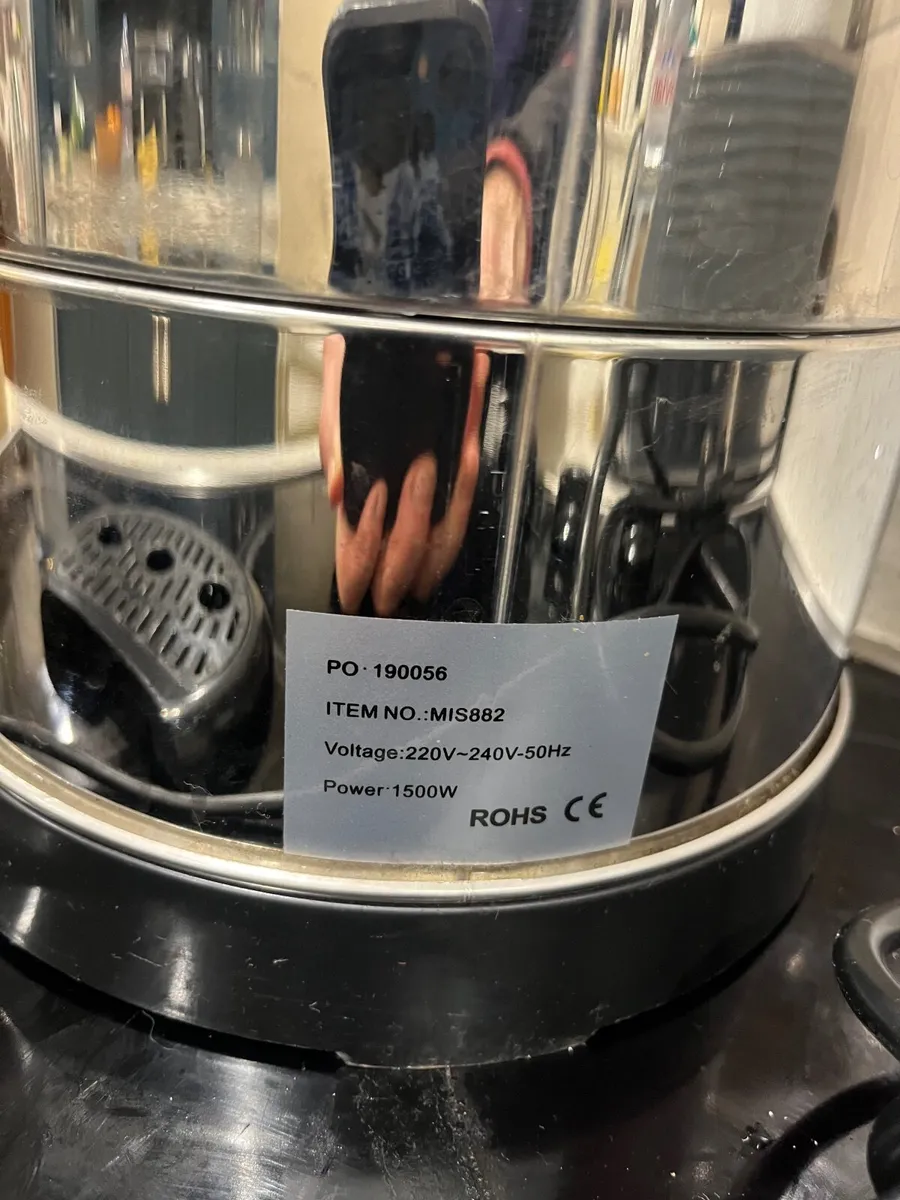 PO: 190056
ITEM NO.:MIS882
Voltage:220V~240V-50Hz
Power:1500W
ROHS CE